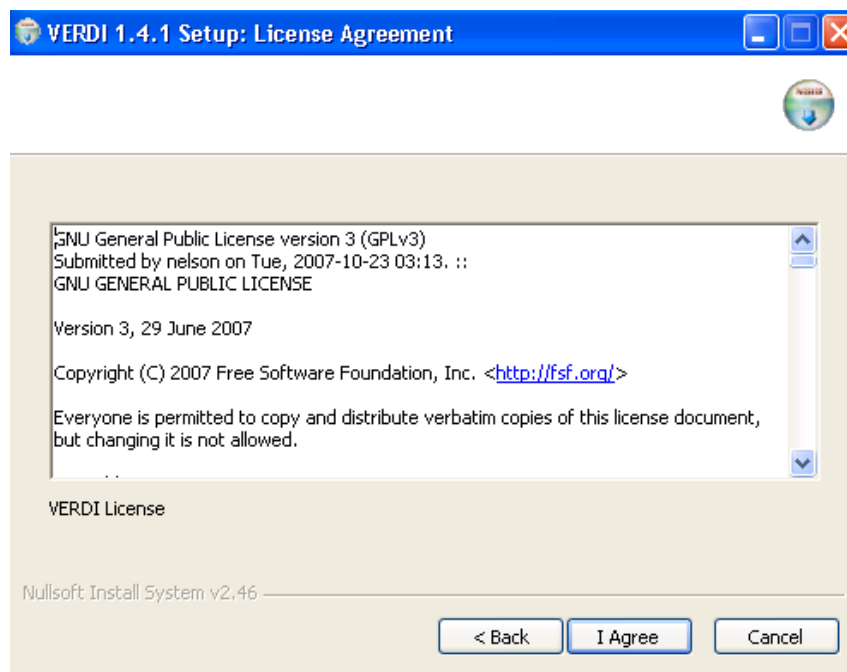 VERDI 1.4.1 Setup: License Agreement
GNU General Public License version 3 (GPLv3)
Submitted by nelson on Tue, 2007-10-23 03:13. ::
GNU GENERAL PUBLIC LICENSE
Version 3, 29 June 2007
Copyright (C) 2007 Free Software Foundation, Inc. <http://fsf.org/>
Everyone is permitted to copy and distribute verbatim copies of this license document,
but changing it is not allowed.
VERDI License
Nullsoft Install System v2.46
< Back
I Agree
Cancel